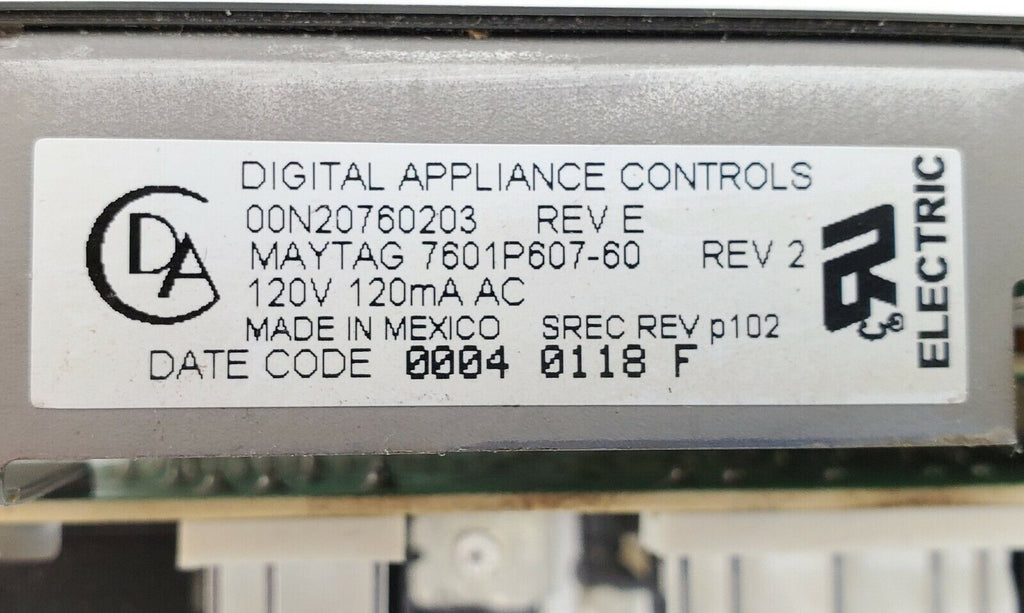 DIGITAL APPLIANCE CONTROLS
00N20760203 REV E
MAYTAG 7601P607-60 REV 2
120V 120mA AC
MADE IN MEXICO SREC REV p102
DATE CODE 0004 0118 F
DA
ELECTRIC